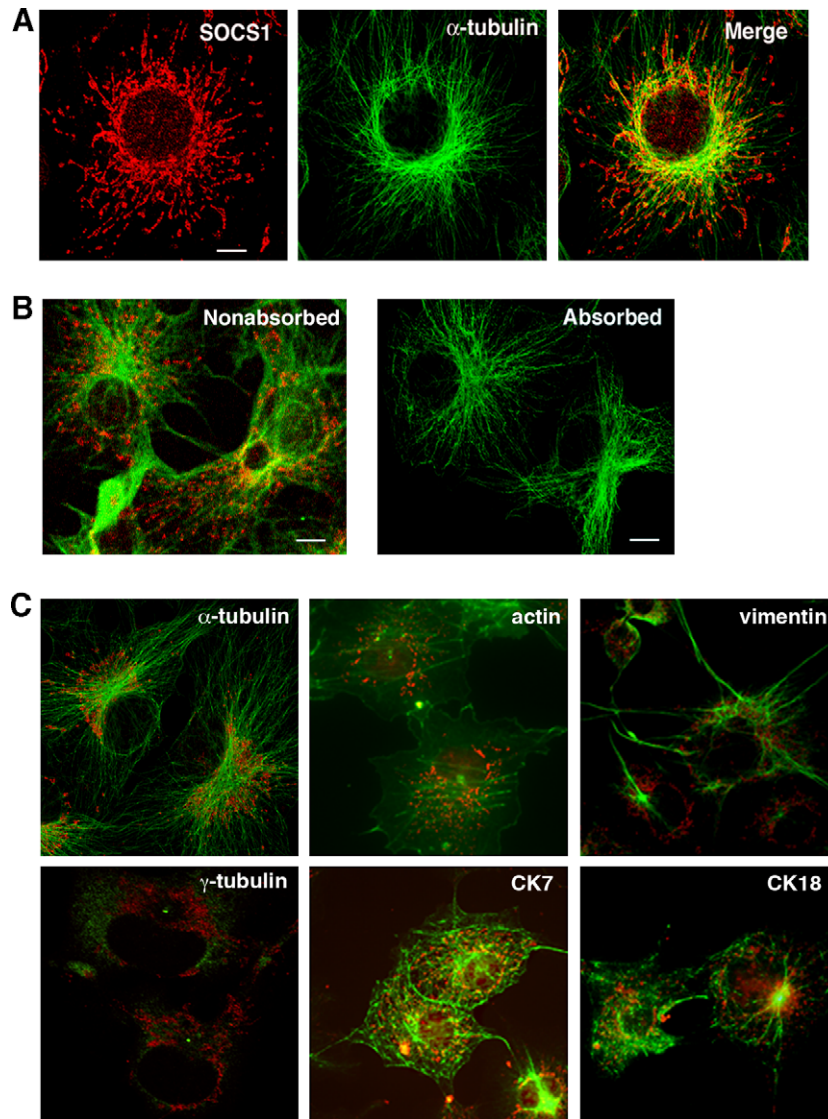 A
SOCS1
α-tubulin
Merge
B
Nonabsorbed
Absorbed
C
α-tubulin
actin
vimentin
γ-tubulin
CK7
CK18